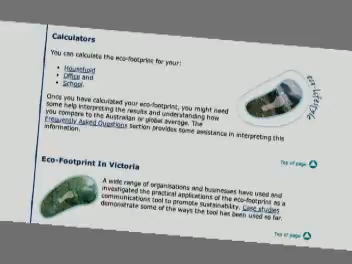 Calculators
You can calculate the eco-footprint for your:
• Household
• Office and
• School.
eco-lifestyle
Once you have calculated your eco-footprint, you might need
some help interpreting the results and understanding how
you compare to the Australian or global average. The
Frequently Asked Questions section provides some assistance in interpreting this
information.
Top of page
Eco-Footprint In Victoria
A wide range of organisations and businesses have used and
investigated the practical applications of the eco-footprint as a
communications tool to promote sustainability. Case studies
demonstrate some of the ways the tool has been used so far.
Top of page